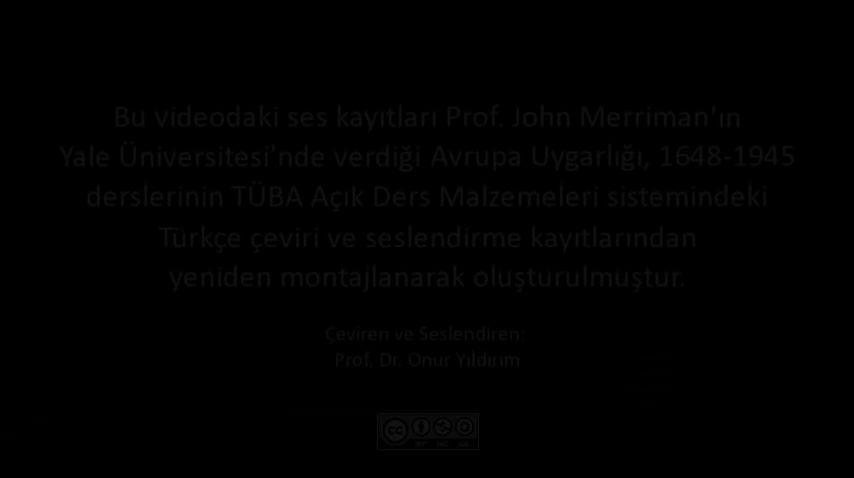 Bu videodaki ses kayıtları Prof. John Merriman'ın
Yale Üniversitesi'nde verdiği Avrupa Uygarlığı, 1648-1945
derslerinin TÜBA Açık Ders Malzemeleri sistemindeki
Türkçe çeviri ve seslendirme kayıtlarından
yeniden montajlanarak oluşturulmuştur.
Çeviren ve Seslendiren:
Prof. Dr. Onur Yıldırım
cc